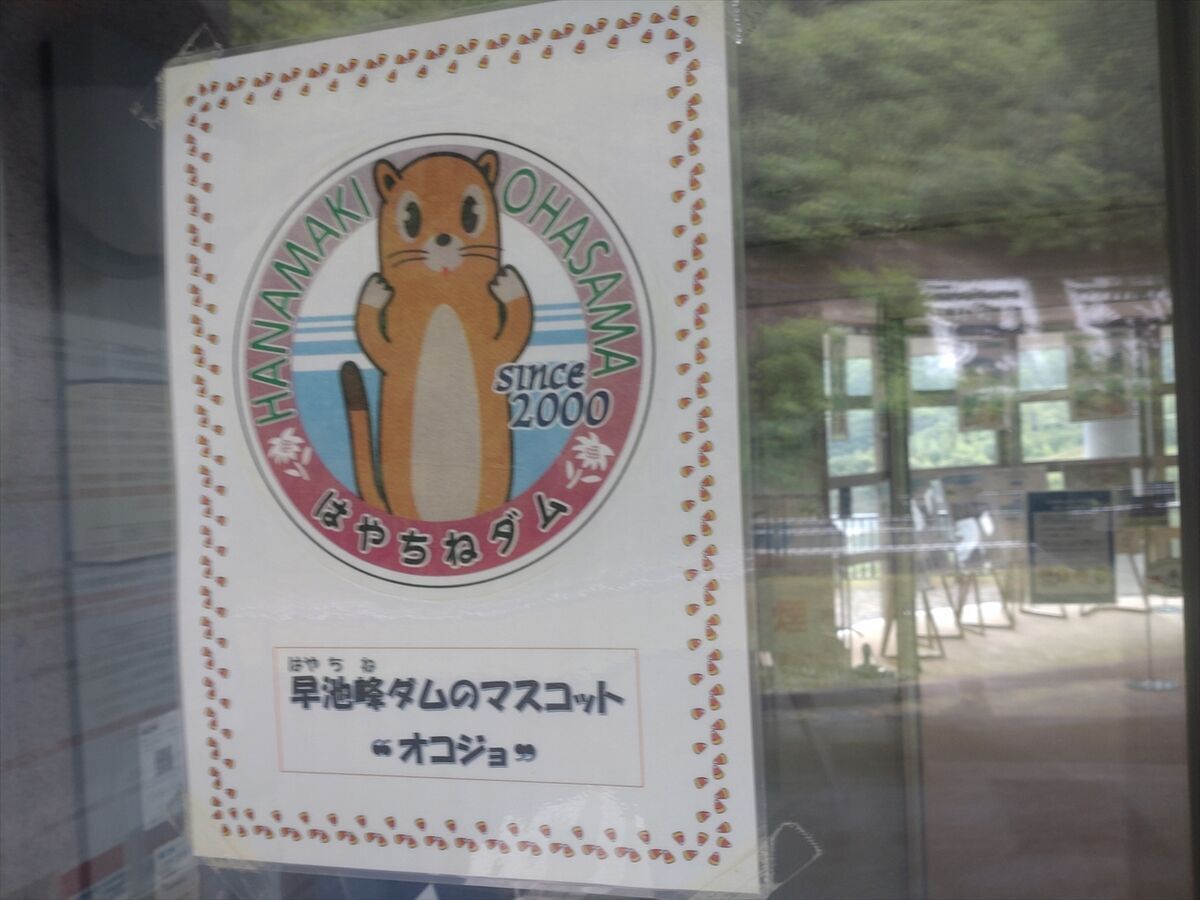 HANAMAKI OHASAMA
since
2000
はやちねダム
はやちね
早池峰ダムのマスコット
“オコジョ”